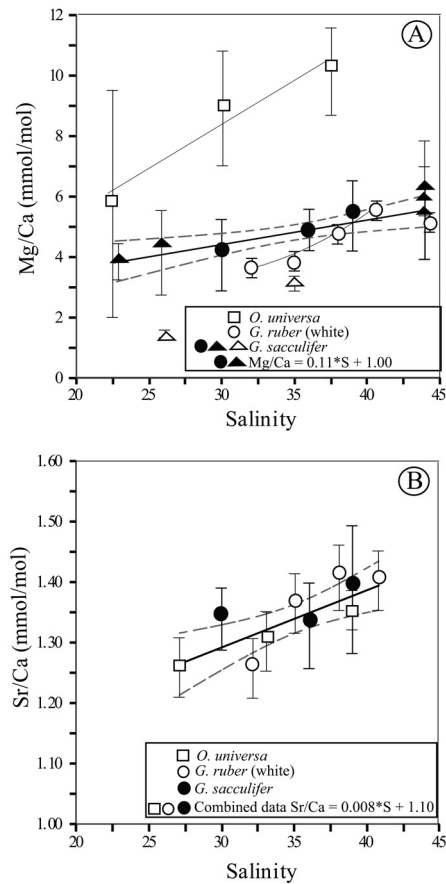 A
12
10
8
6
4
2
0
Mg/Ca (mmol/mol)
O. universa
G. ruber (white)
G. sacculifer
Mg/Ca = 0.11*S + 1.00
20 25 30 35 40 45
Salinity
B
1.60
1.50
1.40
1.30
1.20
1.10
1.00
Sr/Ca (mmol/mol)
O. universa
G. ruber (white)
G. sacculifer
Combined data Sr/Ca = 0.008*S + 1.10
20 25 30 35 40 45
Salinity